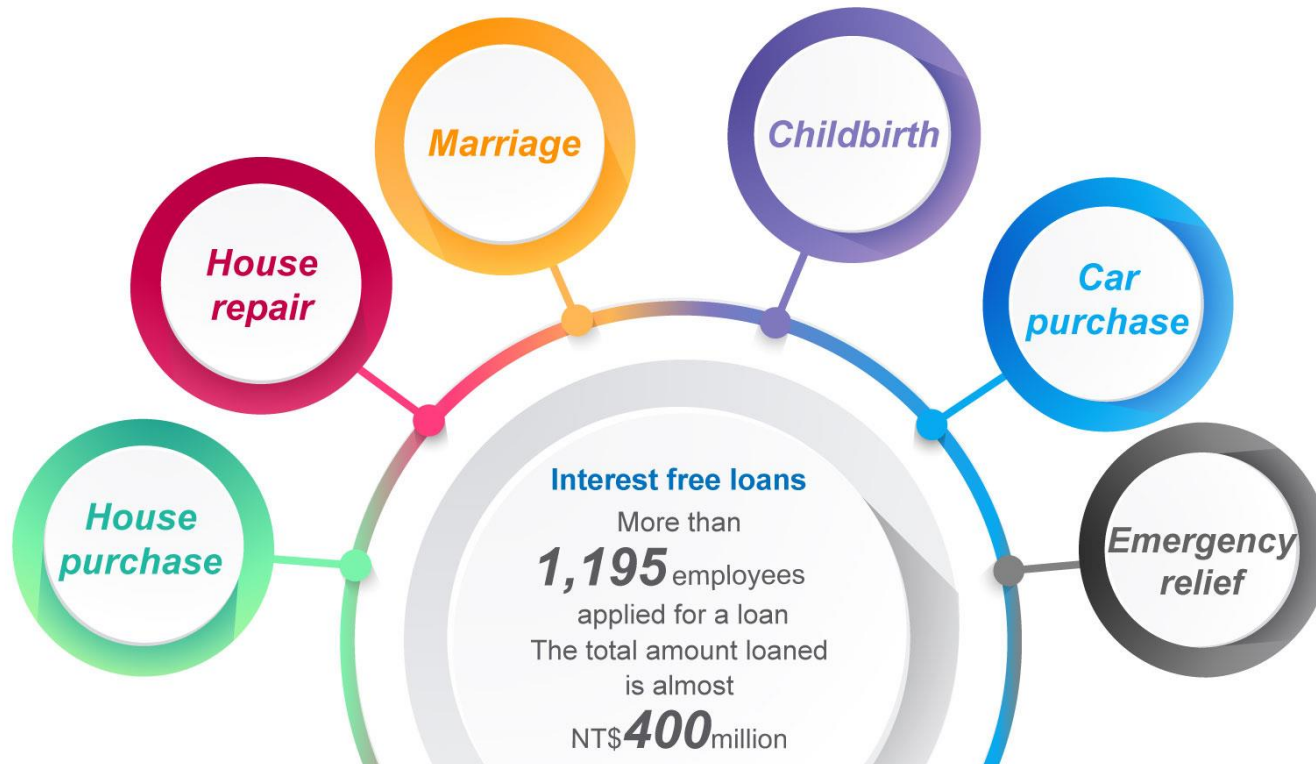 Marriage
Childbirth
House
repair
Car
purchase
House
purchase
Emergency
relief
Interest free loans
More than
1,195 employees
applied for a loan
The total amount loaned
is almost
NT$400million